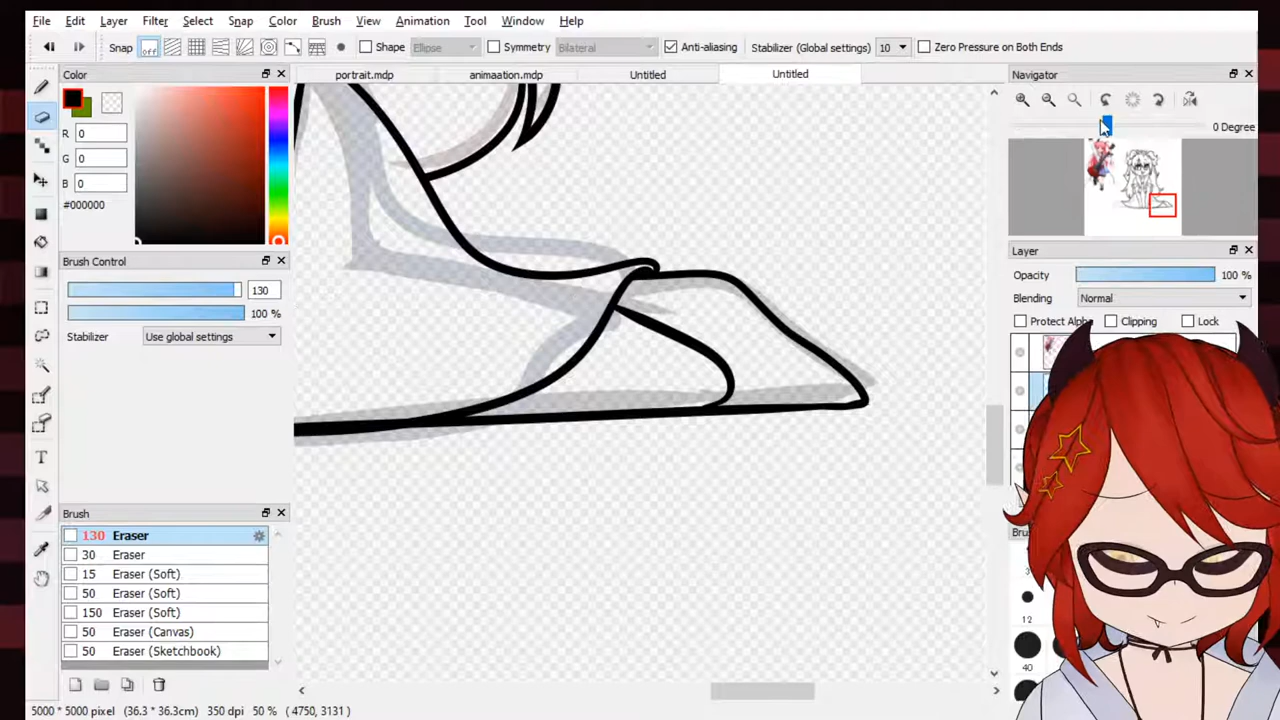 File Edit Layer Filter Select Snap Color Brush View Animation Tool Window Help
Snap off Shape Ellipse Symmetry Bilateral Anti-aliasing Stabilizer (Global settings) 10 Zero Pressure on Both Ends
Color
portrait.mdp animaation.mdp Untitled Untitled
Navigator
R 0
G 0
B 0
#000000
0 Degree
Brush Control
130
100 %
Stabilizer Use global settings
Layer
Opacity 100 %
Blending Normal
Protect Alpha Clipping Lock
Brush
130 Eraser
30 Eraser
15 Eraser (Soft)
50 Eraser (Soft)
150 Eraser (Soft)
50 Eraser (Canvas)
50 Eraser (Sketchbook)
12
40
5000 * 5000 pixel (36.3 * 36.3cm) 350 dpi 50 % ( 4750, 3131)